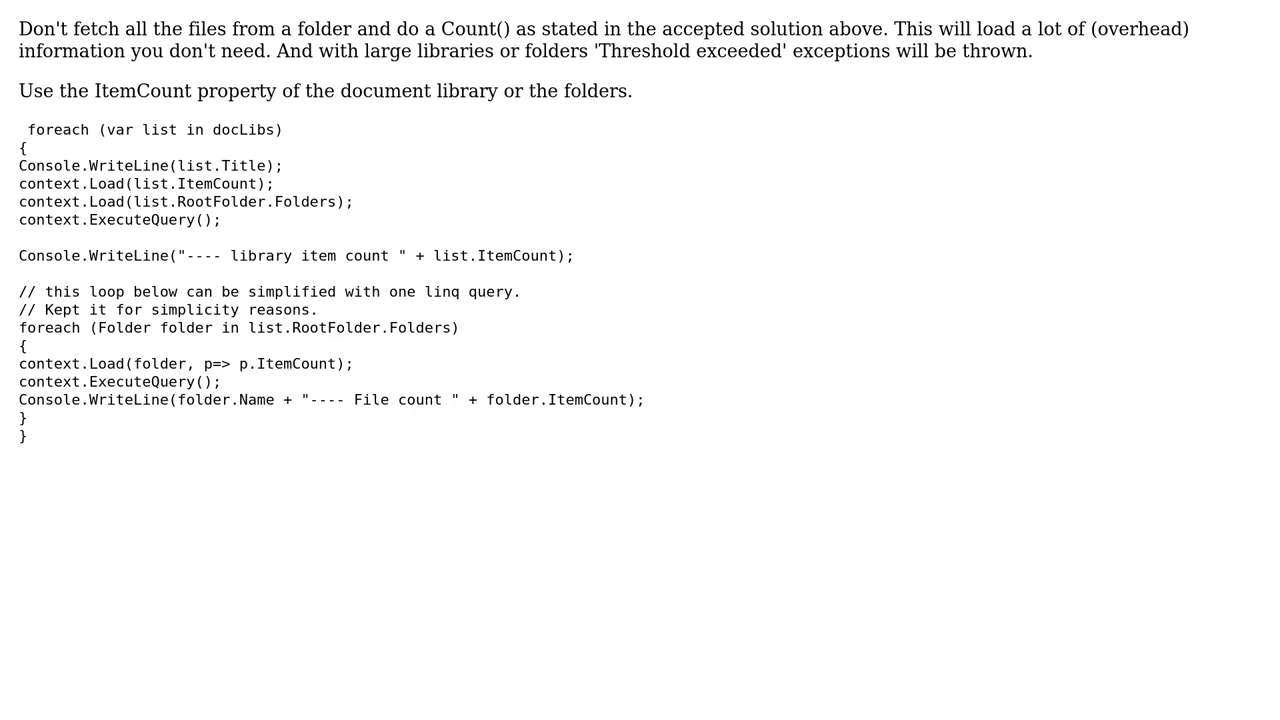 Don't fetch all the files from a folder and do a Count() as stated in the accepted solution above. This will load a lot of (overhead)
information you don't need. And with large libraries or folders 'Threshold exceeded' exceptions will be thrown.
Use the ItemCount property of the document library or the folders.
foreach (var list in docLibs)
{
Console.WriteLine(list.Title);
context.Load(list.ItemCount);
context.Load(list.RootFolder.Folders);
context.ExecuteQuery();
Console.WriteLine("---- library item count " + list.ItemCount);
// this loop below can be simplified with one linq query.
// Kept it for simplicity reasons.
foreach (Folder folder in list.RootFolder.Folders)
{
context.Load(folder, p=> p.ItemCount);
context.ExecuteQuery();
Console.WriteLine(folder.Name + "---- File count " + folder.ItemCount);
}
}